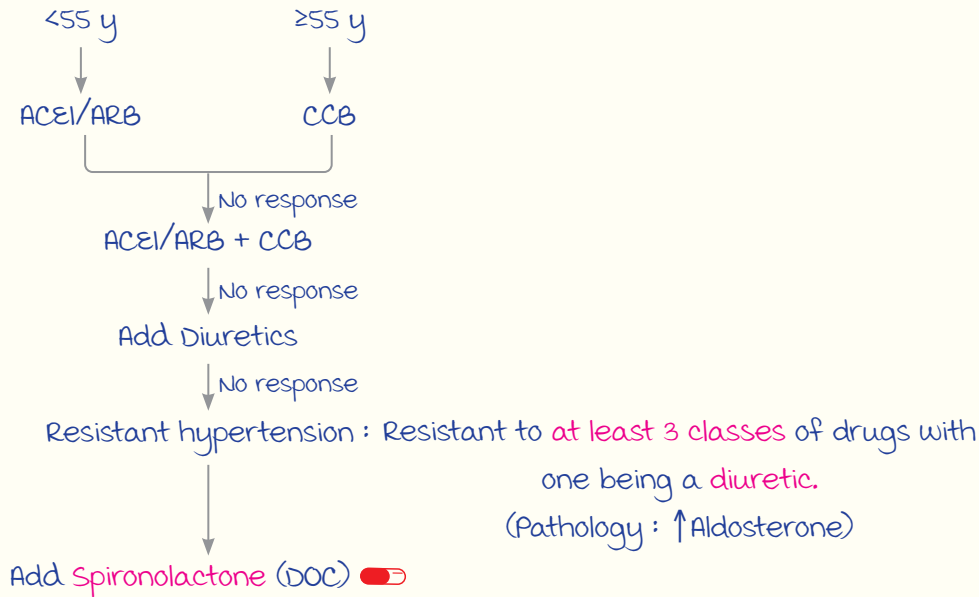 <55 y ≥55 y
ACEI/ARB CCB
No response
ACEI/ARB + CCB
No response
Add Diuretics
No response
Resistant hypertension : Resistant to at least 3 classes of drugs with
one being a diuretic.
(Pathology : ↑Aldosterone)
Add Spironolactone (DOC)